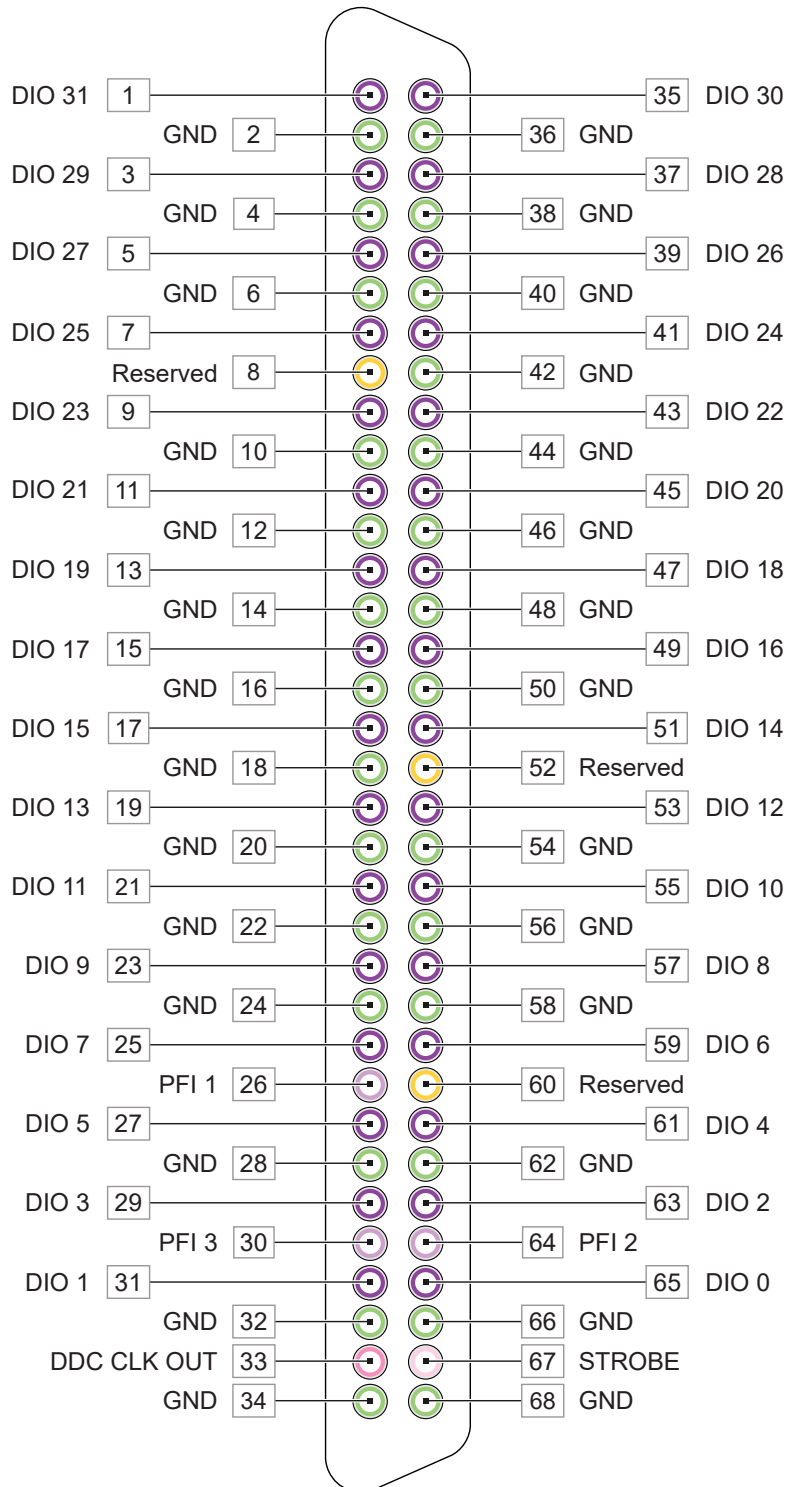 DIO 31 1 35 DIO 30
GND 2 36 GND
DIO 29 3 37 DIO 28
GND 4 38 GND
DIO 27 5 39 DIO 26
GND 6 40 GND
DIO 25 7 41 DIO 24
Reserved 8 42 GND
DIO 23 9 43 DIO 22
GND 10 44 GND
DIO 21 11 45 DIO 20
GND 12 46 GND
DIO 19 13 47 DIO 18
GND 14 48 GND
DIO 17 15 49 DIO 16
GND 16 50 GND
DIO 15 17 51 DIO 14
GND 18 52 Reserved
DIO 13 19 53 DIO 12
GND 20 54 GND
DIO 11 21 55 DIO 10
GND 22 56 GND
DIO 9 23 57 DIO 8
GND 24 58 GND
DIO 7 25 59 DIO 6
PFI 1 26 60 Reserved
DIO 5 27 61 DIO 4
GND 28 62 GND
DIO 3 29 63 DIO 2
PFI 3 30 64 PFI 2
DIO 1 31 65 DIO 0
GND 32 66 GND
DDC CLK OUT 33 67 STROBE
GND 34 68 GND